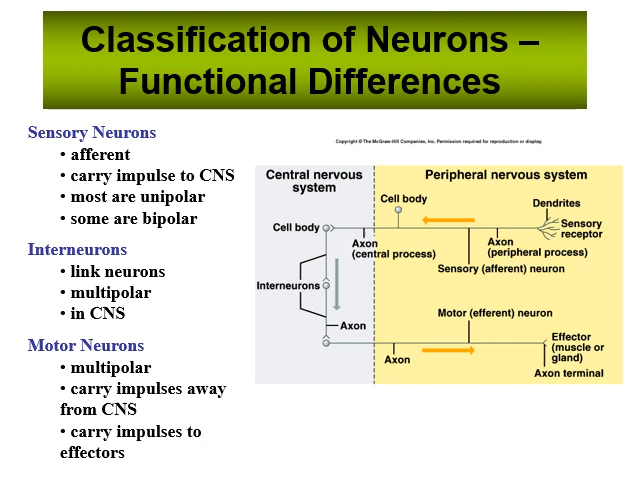 Classification of Neurons –
Functional Differences
Sensory Neurons
• afferent
• carry impulse to CNS
• most are unipolar
• some are bipolar
Interneurons
• link neurons
• multipolar
• in CNS
Motor Neurons
• multipolar
• carry impulses away
from CNS
• carry impulses to
effectors
Copyright © The McGraw-Hill Companies, Inc. Permission required for reproduction or display.
Central nervous
system
Peripheral nervous system
Cell body
Dendrites
Cell body
Sensory
receptor
Axon
(central process)
Axon
(peripheral process)
Sensory (afferent) neuron
Interneurons
Motor (efferent) neuron
Axon
Effector
(muscle or
gland)
Axon
Axon terminal